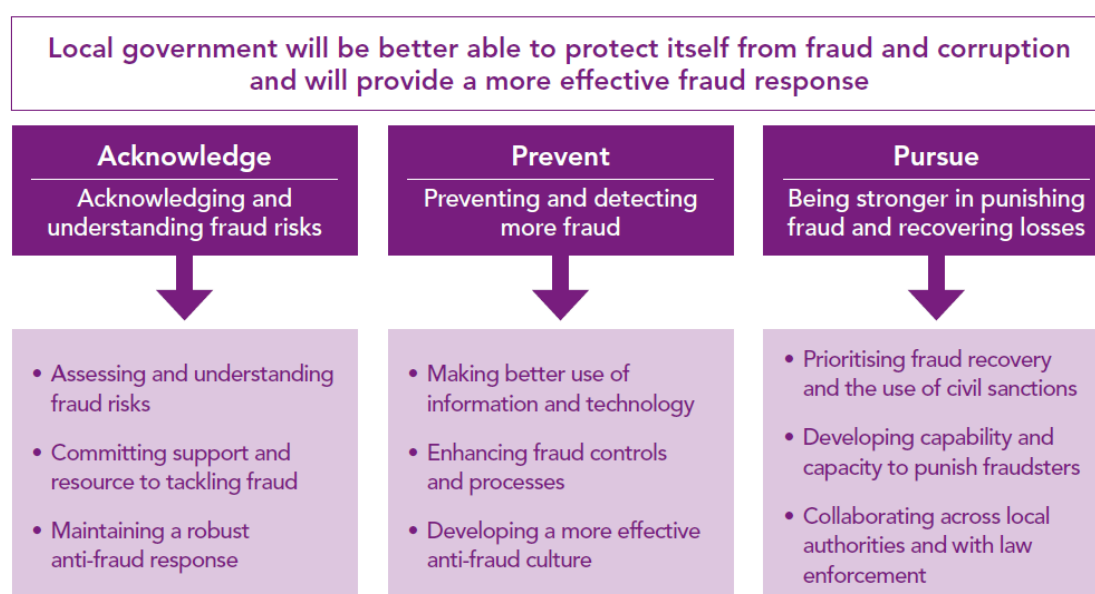 Local government will be better able to protect itself from fraud and corruption
and will provide a more effective fraud response
Acknowledge
Acknowledging and
understanding fraud risks
• Assessing and understanding
fraud risks
• Committing support and
resource to tackling fraud
• Maintaining a robust
anti-fraud response
Prevent
Preventing and detecting
more fraud
• Making better use of
information and technology
• Enhancing fraud controls
and processes
• Developing a more effective
anti-fraud culture
Pursue
Being stronger in punishing
fraud and recovering losses
• Prioritising fraud recovery
and the use of civil sanctions
• Developing capability and
capacity to punish fraudsters
• Collaborating across local
authorities and with law
enforcement